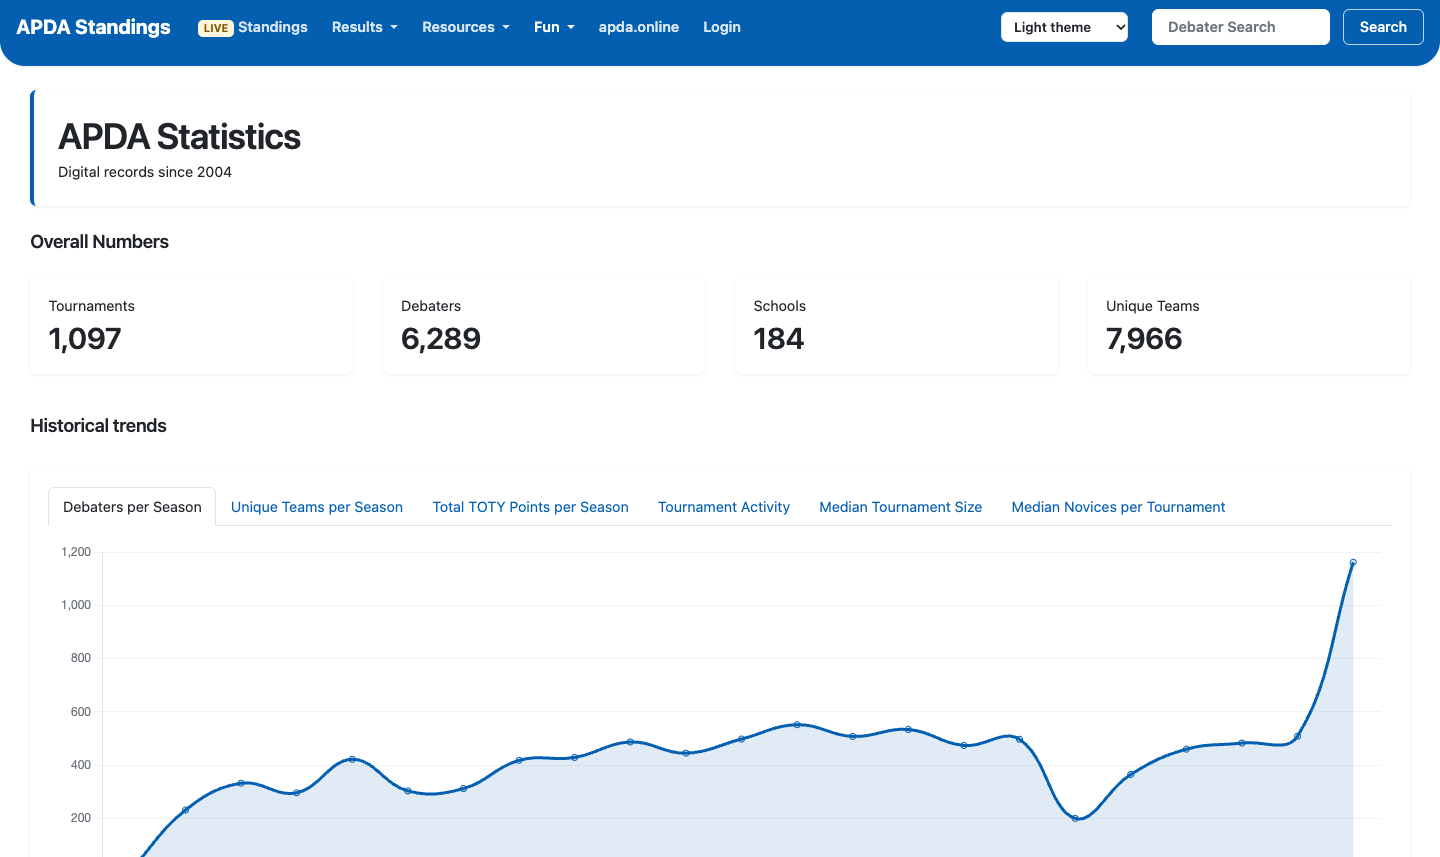 APDA Standings LIVE Standings Results Resources Fun apda.online Login Light theme Debater Search Search
APDA Statistics
Digital records since 2004
Overall Numbers
Tournaments Debaters Schools Unique Teams
1,097 6,289 184 7,966
Historical trends
Debaters per Season Unique Teams per Season Total TOTY Points per Season Tournament Activity Median Tournament Size Median Novices per Tournament
1,200
1,000
800
600
400
200